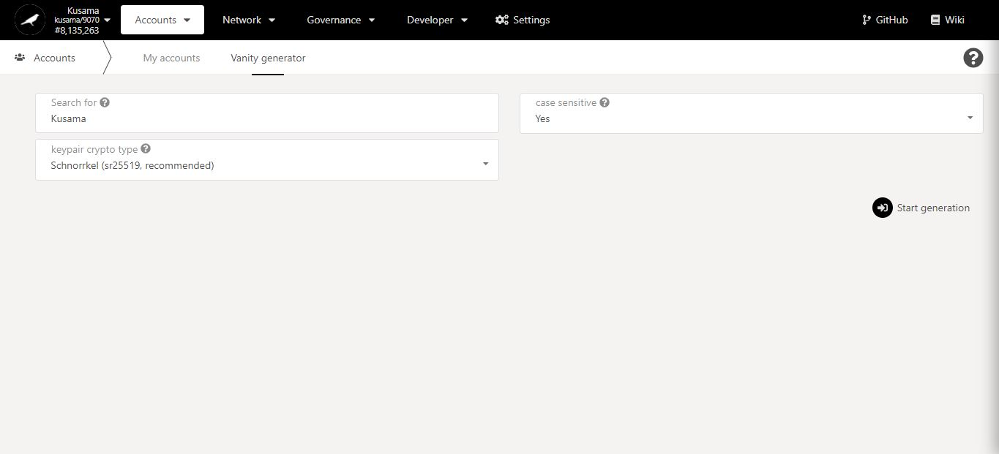 Kusama
kusama/9070
#8,135,263
Accounts
Network
Governance
Developer
Settings
GitHub
Wiki
Accounts
My accounts
Vanity generator
Search for
Kusama
case sensitive
Yes
keypair crypto type
Schnorrkel (sr25519, recommended)
Start generation